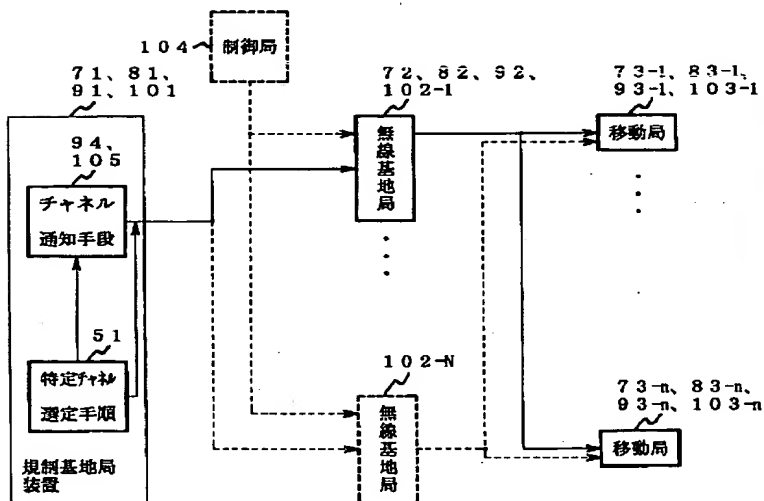 104
制御局
71、81、
91、101
72、82、92、
102-1
73-1、83-1、
93-1、103-1
94、
105
チャネル
通知手段
無線基地局
移動局
51
特定チャネル
選定手順
102-N
無線基地局
73-n、83-n、
93-n、103-n
移動局
規制基地局
装置